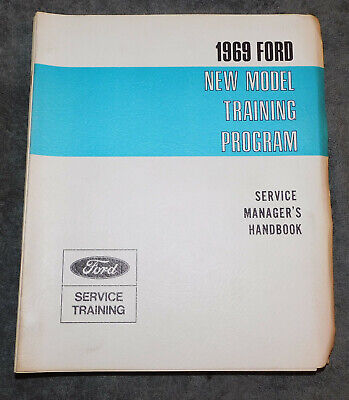 1969 FORD
NEW MODEL
TRAINING
PROGRAM
SERVICE
MANAGER'S
HANDBOOK
Ford
SERVICE
TRAINING